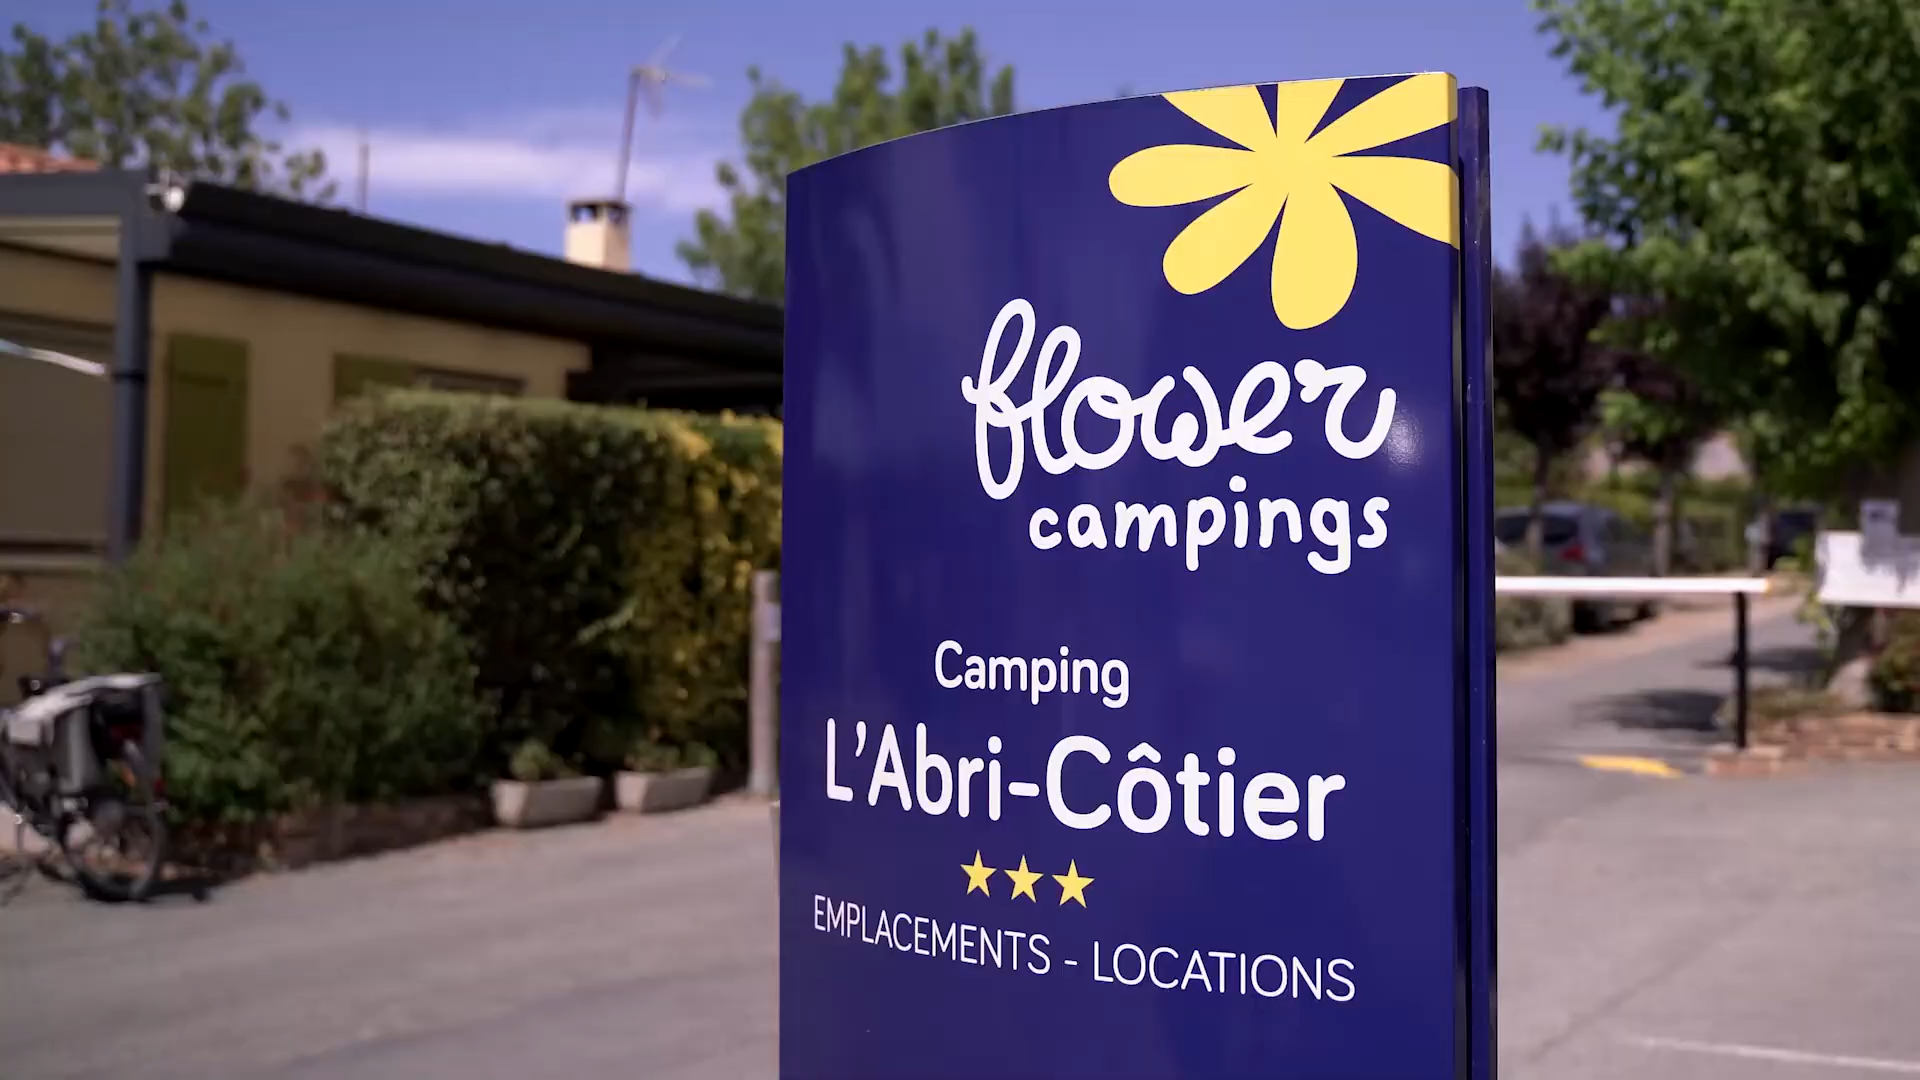 flower
campings
Camping
L'Abri-Côtier
EMPLACEMENTS - LOCATIONS